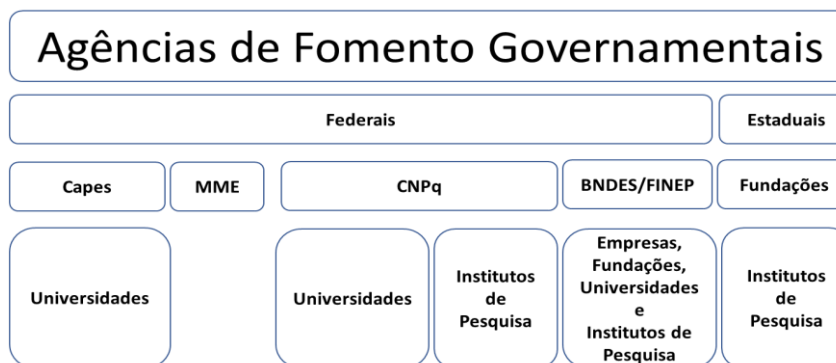 Agências de Fomento Governamentais
Federais
Estaduais
Capes
MME
CNPq
BNDES/FINEP
Fundações
Universidades
Universidades
Institutos
de
Pesquisa
Empresas,
Fundações,
Universidades
e
Institutos de
Pesquisa
Institutos
de
Pesquisa